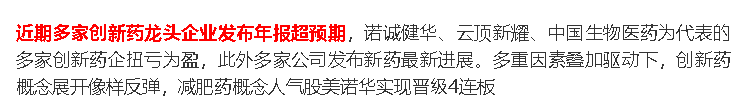 近期多家创新药龙头企业发布年报超预期，诺诚健华、云顶新耀、中国生物医药为代表的
多家创新药企扭亏为盈，此外多家公司发布新药最新进展。多重因素叠加驱动下，创新药
概念展开像样反弹，减肥药概念人气股美诺华实现晋级4连板